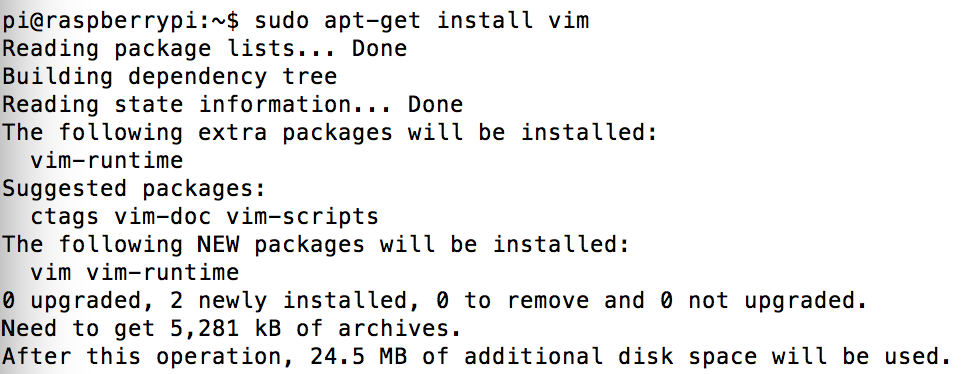 pi@raspberrypi:~$ sudo apt-get install vim
Reading package lists... Done
Building dependency tree
Reading state information... Done
The following extra packages will be installed:
  vim-runtime
Suggested packages:
  ctags vim-doc vim-scripts
The following NEW packages will be installed:
  vim vim-runtime
0 upgraded, 2 newly installed, 0 to remove and 0 not upgraded.
Need to get 5,281 kB of archives.
After this operation, 24.5 MB of additional disk space will be used.